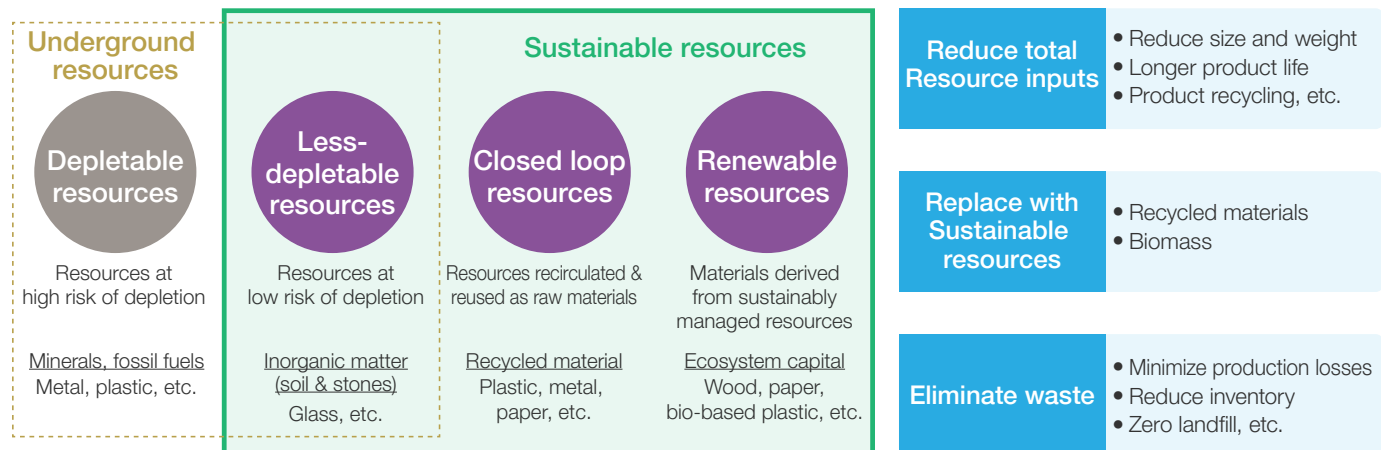 Underground
resources
Sustainable resources
Depletable
resources
Less-
depletable
resources
Closed loop
resources
Renewable
resources
Resources at
high risk of depletion
Resources at
low risk of depletion
Resources recirculated &
reused as raw materials
Materials derived
from sustainably
managed resources
Minerals, fossil fuels
Metal, plastic, etc.
Inorganic matter
(soil & stones)
Glass, etc.
Recycled material
Plastic, metal,
paper, etc.
Ecosystem capital
Wood, paper,
bio-based plastic, etc.
Reduce total
Resource inputs
• Reduce size and weight
• Longer product life
• Product recycling, etc.
Replace with
Sustainable
resources
• Recycled materials
• Biomass
Eliminate waste
• Minimize production losses
• Reduce inventory
• Zero landfill, etc.